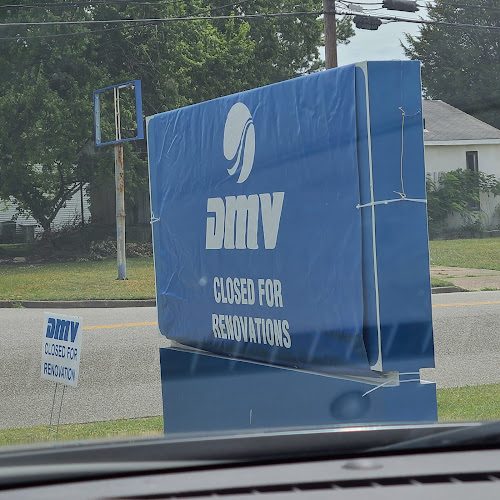 DMV
CLOSED FOR
RENOVATIONS
DMV
CLOSED FOR
RENOVATION